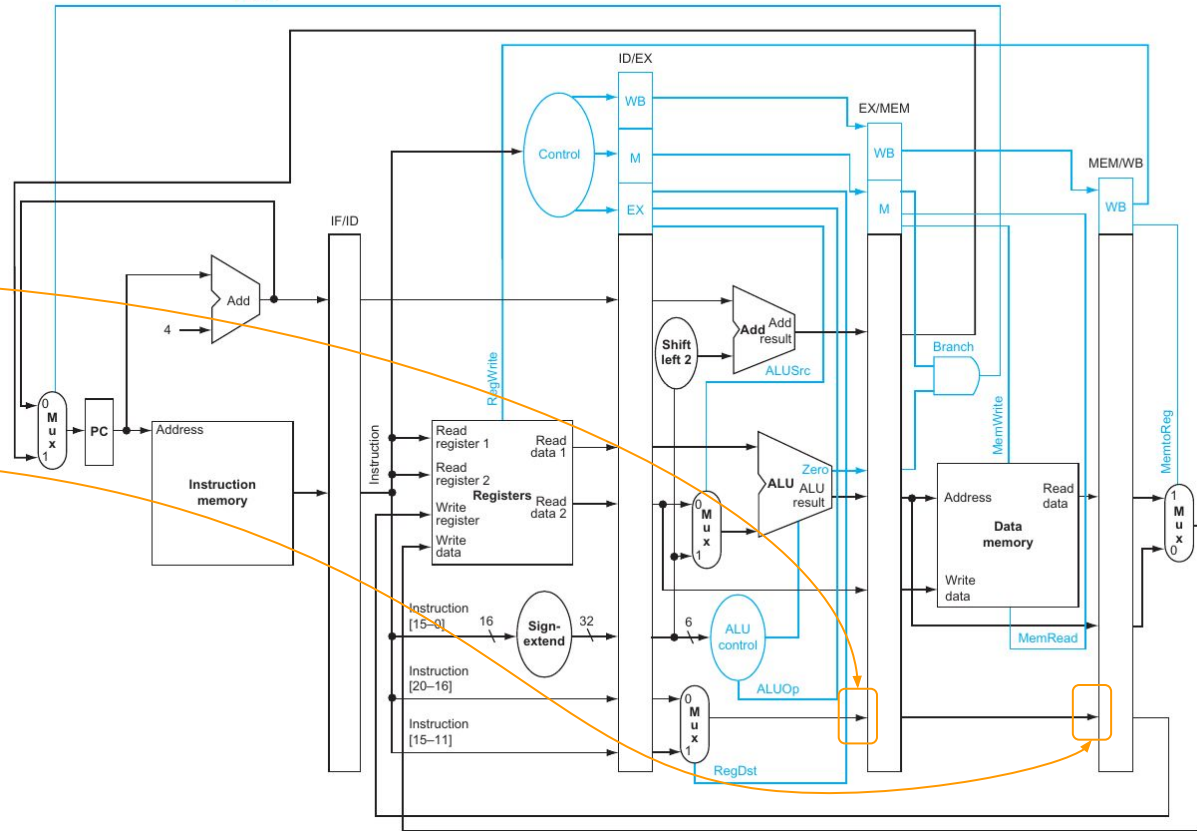 ID/EX
WB
EX/MEM
Control
M
WB
MEM/WB
EX
M
WB
IF/ID
Add
4
Add
Add
result
Shift
left 2
Branch
ALUSrc
RegWrite
MemWrite
MemtoReg
0
M
u
x
1
PC
Address
Instruction
memory
Instruction
Read
register 1
Read
data 1
Read
register 2
Registers
Write
register
Read
data 2
Write
data
0
M
u
x
1
Zero
ALU
ALU
result
Address
Read
data
Data
memory
Write
data
1
M
u
x
0
MemRead
Instruction
[15–0]
16
Sign-
extend
32
6
ALU
control
ALUOp
Instruction
[20–16]
Instruction
[15–11]
0
M
u
x
1
RegDst